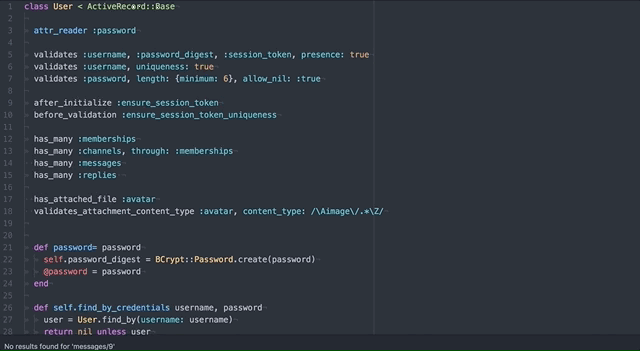 1 class User < ActiveRecord::Base
2
3 attr_reader :password
4
5 validates :username, :password_digest, :session_token, presence: true
6 validates :username, uniqueness: true
7 validates :password, length: {minimum: 6}, allow_nil: :true
8
9 after_initialize :ensure_session_token
10 before_validation :ensure_session_token_uniqueness
11
12 has_many :memberships
13 has_many :channels, through: :memberships
14 has_many :messages
15 has_many :replies
16
17 has_attached_file :avatar
18 validates_attachment_content_type :avatar, content_type: /\Aimage\/.*\Z/
19
20
21 def password= password
22 self.password_digest = BCrypt::Password.create(password)
23 @password = password
24 end
25
26 def self.find_by_credentials username, password
27 user = User.find_by(username: username)
28 return nil unless user
No results found for 'messages/9'